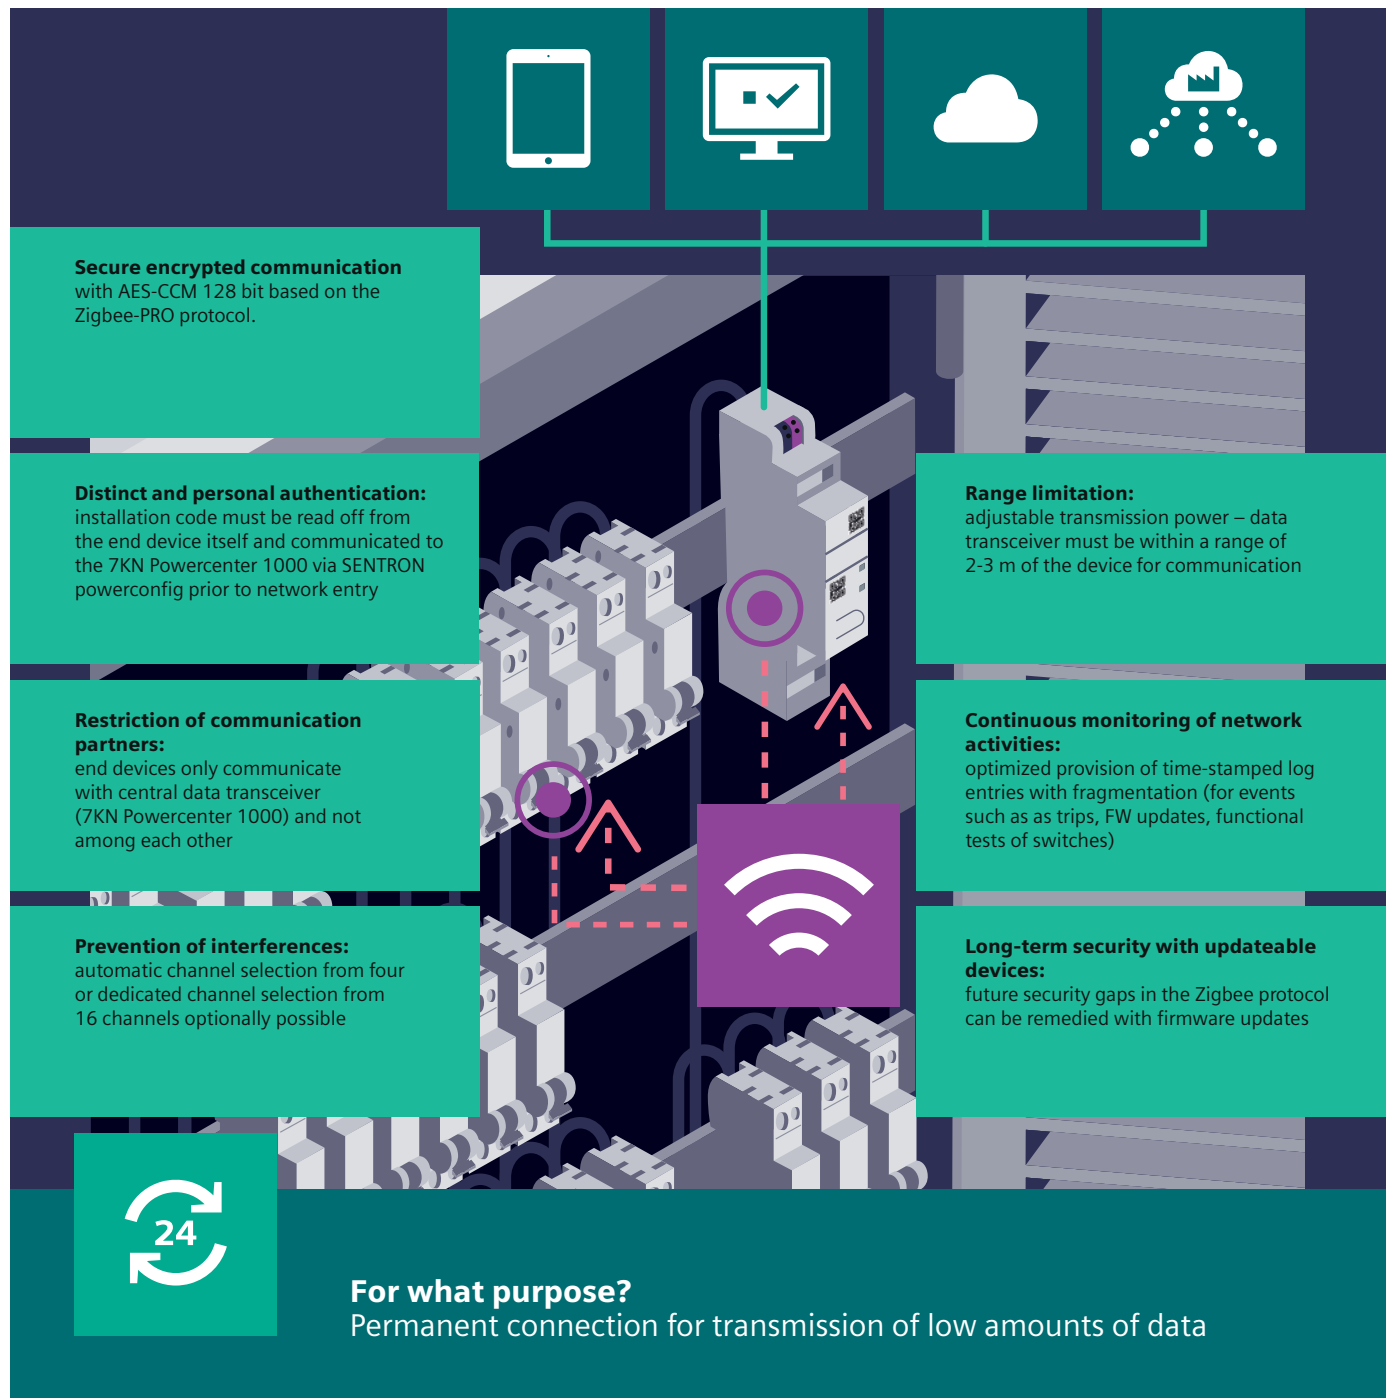 Secure encrypted communication
with AES-CCM 128 bit based on the
Zigbee-PRO protocol.
Distinct and personal authentication:
installation code must be read off from
the end device itself and communicated to
the 7KN Powercenter 1000 via SENTRON
powerconfig prior to network entry
Range limitation:
adjustable transmission power – data
transceiver must be within a range of
2-3 m of the device for communication
Restriction of communication
partners:
end devices only communicate
with central data transceiver
(7KN Powercenter 1000) and not
among each other
Continuous monitoring of network
activities:
optimized provision of time-stamped log
entries with fragmentation (for events
such as as trips, FW updates, functional
tests of switches)
Prevention of interferences:
automatic channel selection from four
or dedicated channel selection from
16 channels optionally possible
Long-term security with updateable
devices:
future security gaps in the Zigbee protocol
can be remedied with firmware updates
24
For what purpose?
Permanent connection for transmission of low amounts of data